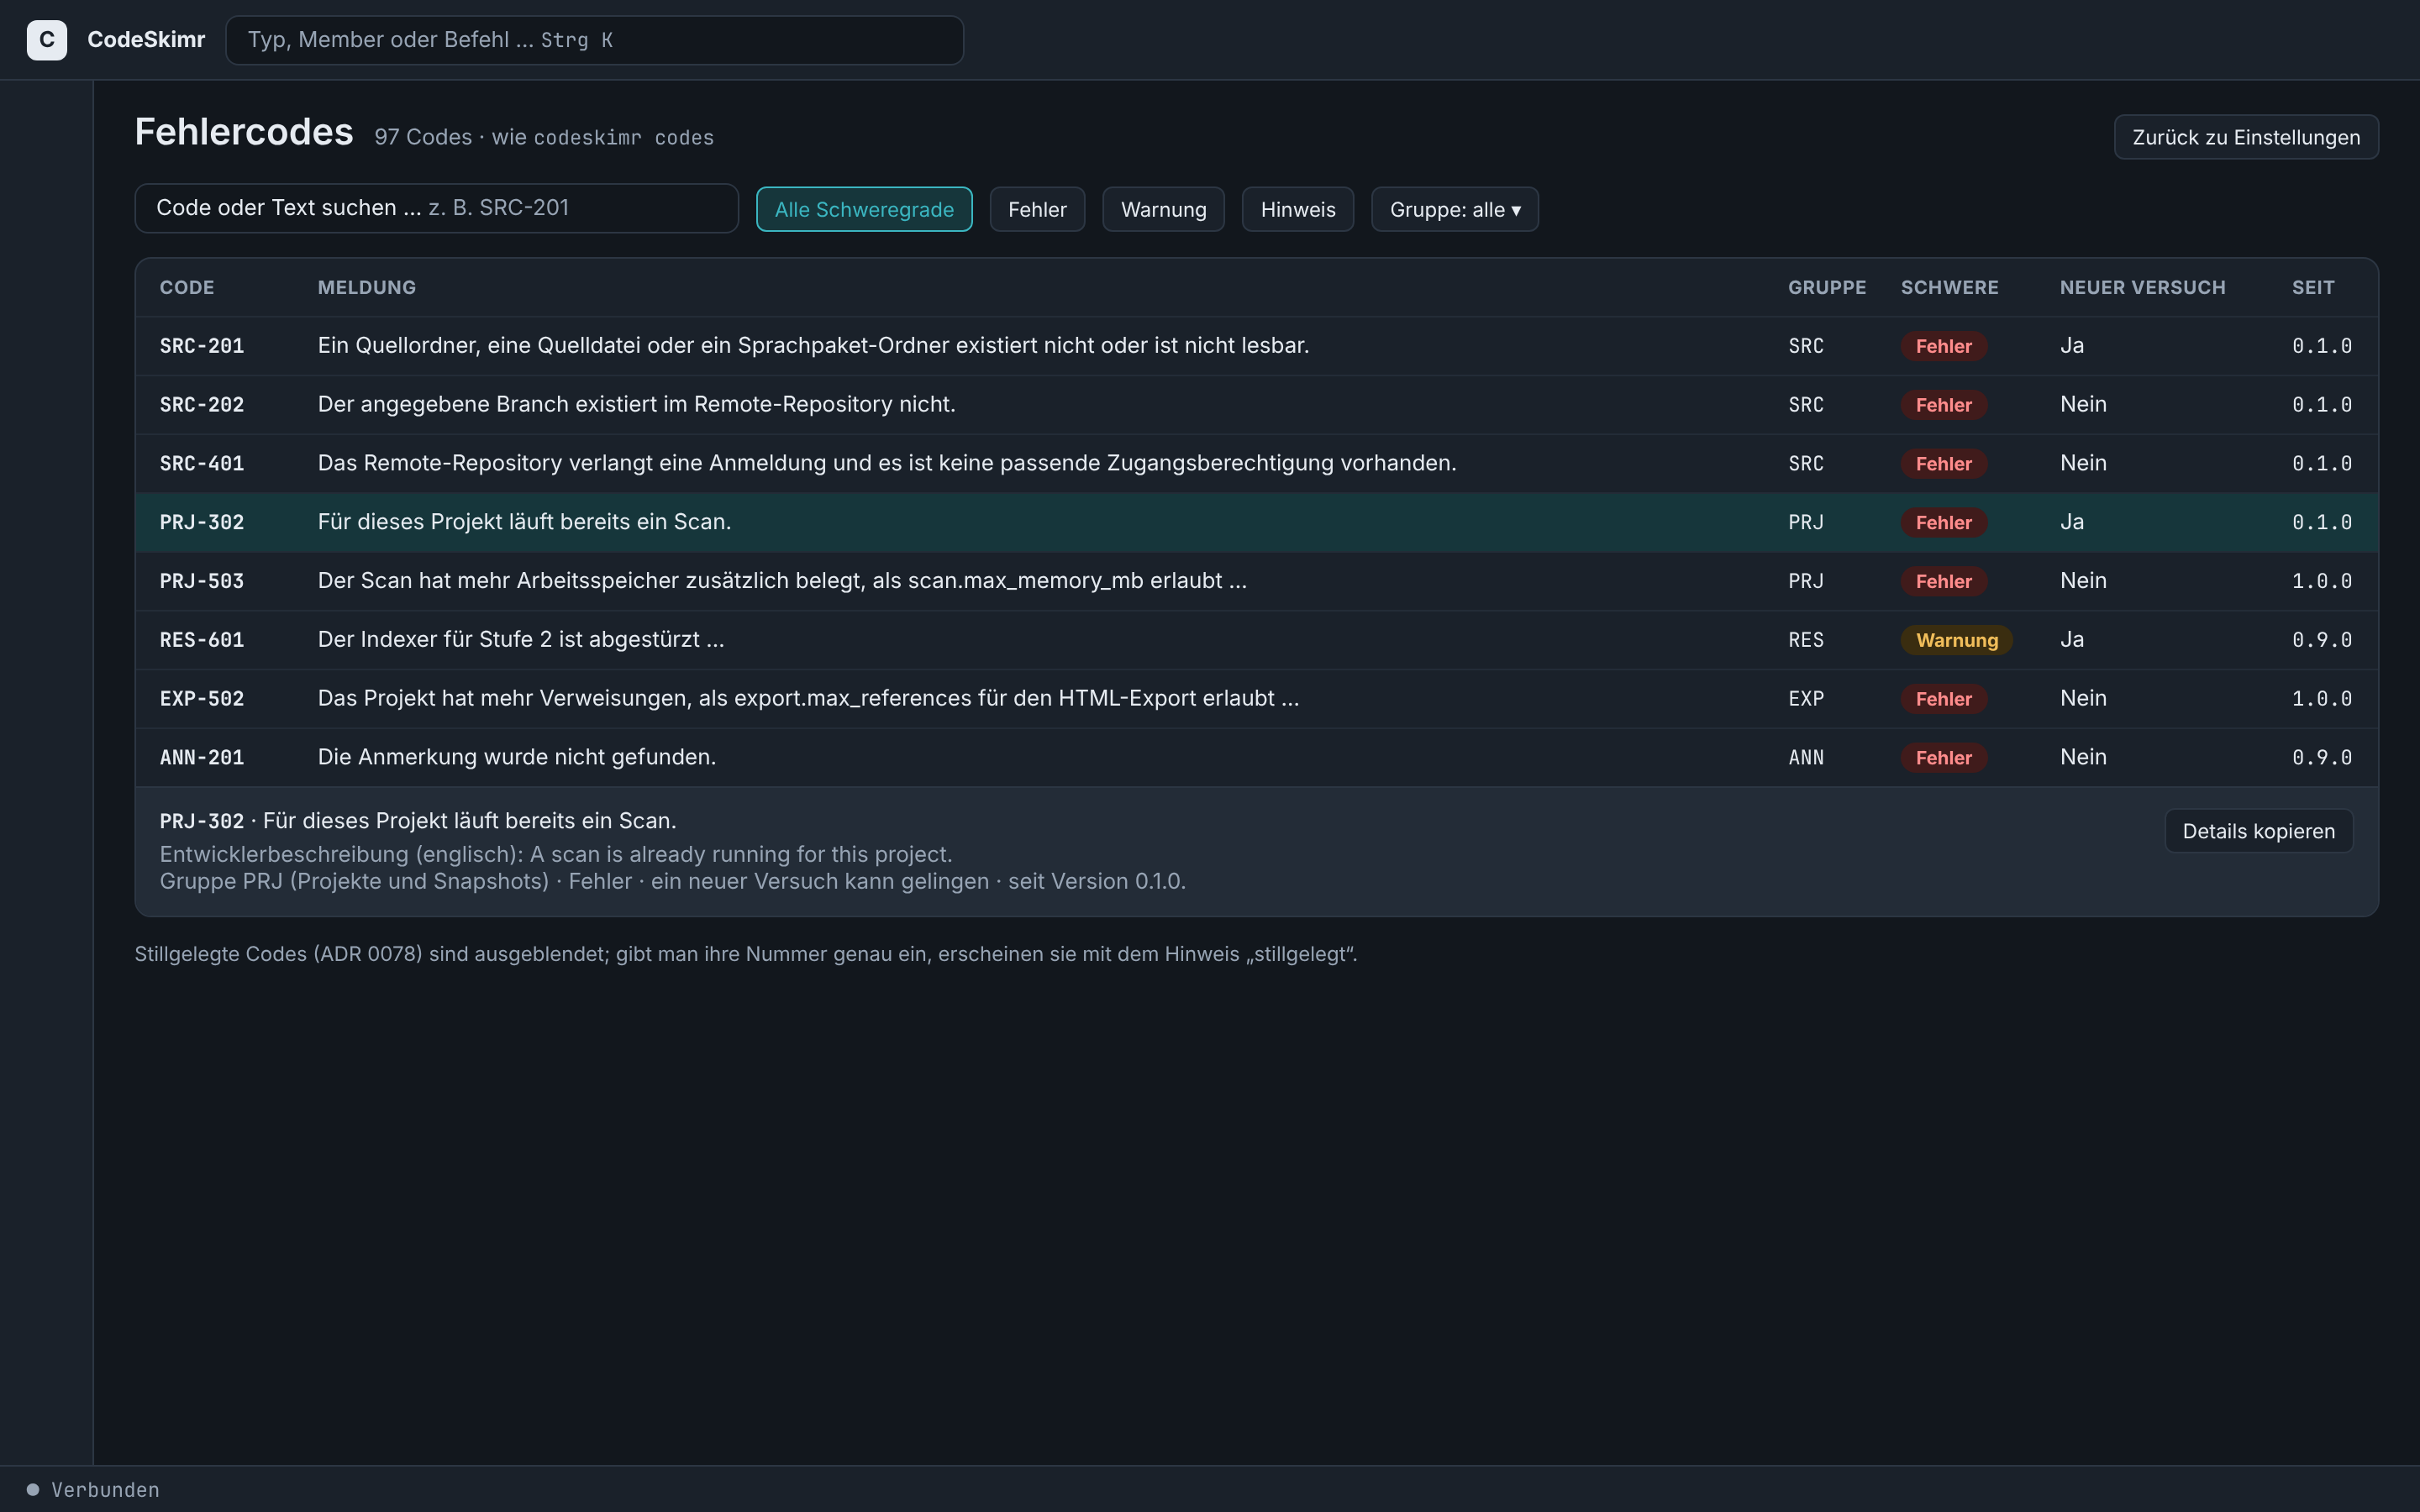 C CodeSkimr Typ, Member oder Befehl … Strg K
Fehlercodes 97 Codes · wie codeskimr codes Zurück zu Einstellungen
Code oder Text suchen … z. B. SRC-201 Alle Schweregrade Fehler Warnung Hinweis Gruppe: alle ▾
CODE MELDUNG GRUPPE SCHWERE NEUER VERSUCH SEIT
SRC-201 Ein Quellordner, eine Quelldatei oder ein Sprachpaket-Ordner existiert nicht oder ist nicht lesbar. SRC Fehler Ja 0.1.0
SRC-202 Der angegebene Branch existiert im Remote-Repository nicht. SRC Fehler Nein 0.1.0
SRC-401 Das Remote-Repository verlangt eine Anmeldung und es ist keine passende Zugangsberechtigung vorhanden. SRC Fehler Nein 0.1.0
PRJ-302 Für dieses Projekt läuft bereits ein Scan. PRJ Fehler Ja 0.1.0
PRJ-503 Der Scan hat mehr Arbeitsspeicher zusätzlich belegt, als scan.max_memory_mb erlaubt … PRJ Fehler Nein 1.0.0
RES-601 Der Indexer für Stufe 2 ist abgestürzt … RES Warnung Ja 0.9.0
EXP-502 Das Projekt hat mehr Verweisungen, als export.max_references für den HTML-Export erlaubt … EXP Fehler Nein 1.0.0
ANN-201 Die Anmerkung wurde nicht gefunden. ANN Fehler Nein 0.9.0
PRJ-302 · Für dieses Projekt läuft bereits ein Scan. Details kopieren
Entwicklerbeschreibung (englisch): A scan is already running for this project.
Gruppe PRJ (Projekte und Snapshots) · Fehler · ein neuer Versuch kann gelingen · seit Version 0.1.0.
Stillgelegte Codes (ADR 0078) sind ausgeblendet; gibt man ihre Nummer genau ein, erscheinen sie mit dem Hinweis „stillgelegt“.
Verbunden